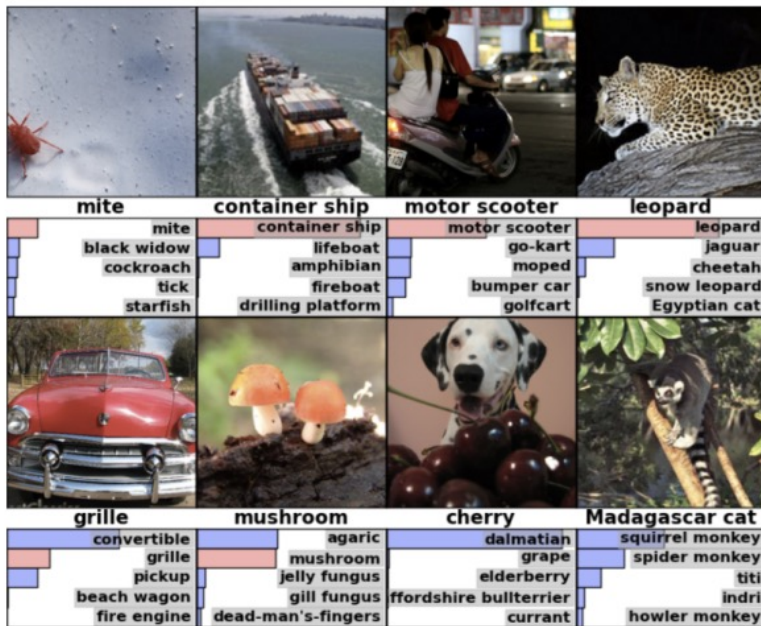 mite
container ship
motor scooter
leopard
mite
black widow
cockroach
tick
starfish
container ship
lifeboat
amphibian
fireboat
drilling platform
motor scooter
go-kart
moped
bumper car
golfcart
leopard
jaguar
cheetah
snow leopard
Egyptian cat
grille
mushroom
cherry
Madagascar cat
convertible
grille
pickup
beach wagon
fire engine
agaric
mushroom
jelly fungus
gill fungus
dead-man's-fingers
dalmatian
grape
elderberry
ffordshire bullterrier
currant
squirrel monkey
spider monkey
titi
indri
howler monkey